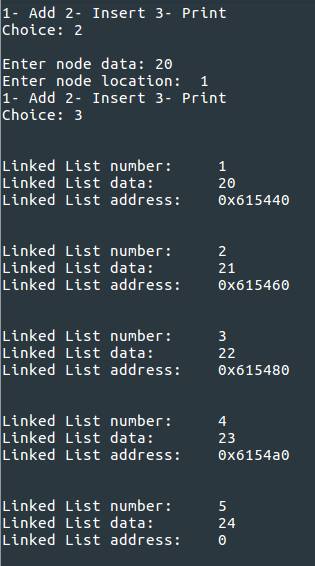 1- Add 2- Insert 3- Print
Choice: 2
Enter node data: 20
Enter node location:  1
1- Add 2- Insert 3- Print
Choice: 3
Linked List number:     1
Linked List data:       20
Linked List address:    0x615440
Linked List number:     2
Linked List data:       21
Linked List address:    0x615460
Linked List number:     3
Linked List data:       22
Linked List address:    0x615480
Linked List number:     4
Linked List data:       23
Linked List address:    0x6154a0
Linked List number:     5
Linked List data:       24
Linked List address:    0